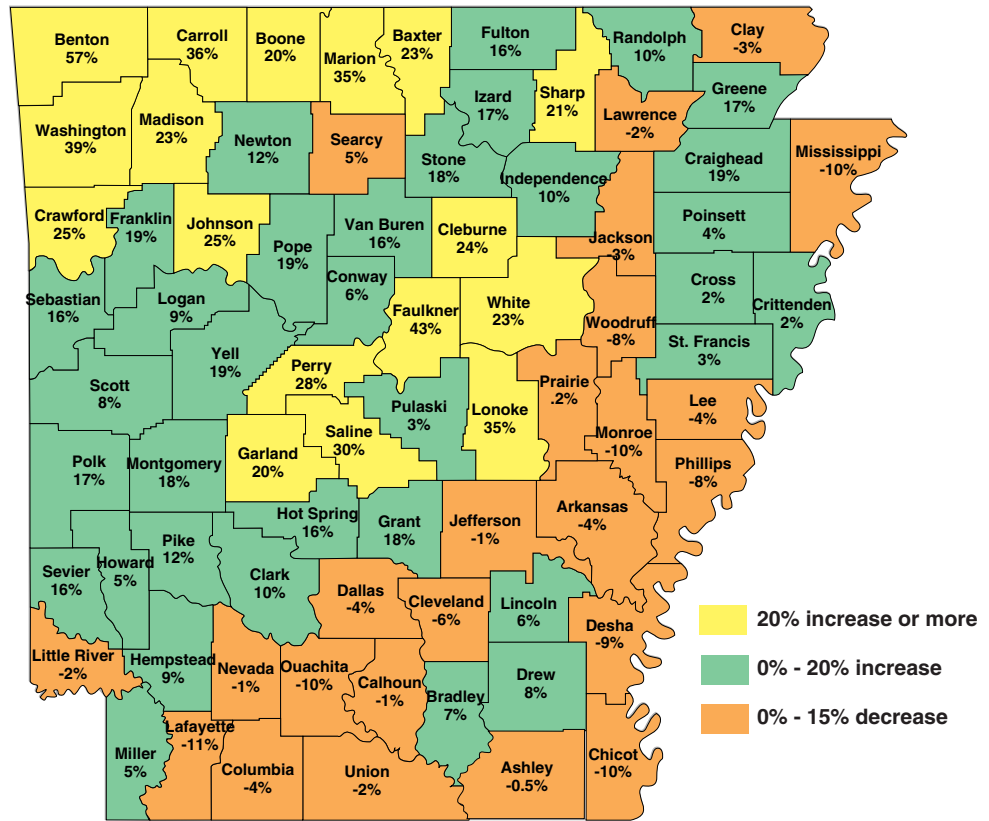 Benton
57%
Carroll
36%
Boone
20%
Marion
35%
Baxter
23%
Fulton
16%
Randolph
10%
Clay
-3%
Izard
17%
Sharp
21%
Lawrence
-2%
Greene
17%
Washington
39%
Madison
23%
Newton
12%
Searcy
5%
Stone
18%
Independence
10%
Craighead
19%
Mississippi
-10%
Crawford
25%
Franklin
19%
Johnson
25%
Pope
19%
Van Buren
16%
Cleburne
24%
Jackson
-3%
Poinsett
4%
Sebastian
16%
Logan
9%
Conway
6%
Faulkner
43%
White
23%
Woodruff
-8%
Cross
2%
Crittenden
2%
St. Francis
3%
Scott
8%
Yell
19%
Perry
28%
Pulaski
3%
Lonoke
35%
Prairie
.2%
Monroe
-10%
Lee
-4%
Polk
17%
Montgomery
18%
Garland
20%
Saline
30%
Phillips
-8%
Hot Spring
16%
Grant
18%
Jefferson
-1%
Arkansas
-4%
Sevier
16%
Howard
5%
Pike
12%
Clark
10%
Dallas
-4%
Cleveland
-6%
Lincoln
6%
Desha
-9%
Little River
-2%
Hempstead
9%
Nevada
-1%
Ouachita
-10%
Calhoun
-1%
Bradley
7%
Drew
8%
Miller
5%
Lafayette
-11%
Columbia
-4%
Union
-2%
Ashley
-0.5%
Chicot
-10%
20% increase or more
0% - 20% increase
0% - 15% decrease